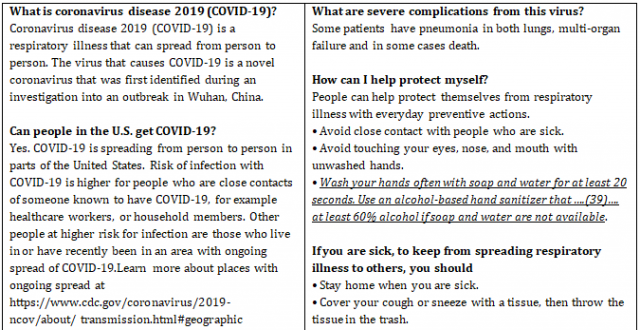 What is coronavirus disease 2019 (COVID-19)?
Coronavirus disease 2019 (COVID-19) is a
respiratory illness that can spread from person to
person. The virus that causes COVID-19 is a novel
coronavirus that was first identified during an
investigation into an outbreak in Wuhan, China.
Can people in the U.S. get COVID-19?
Yes. COVID-19 is spreading from person to person in
parts of the United States. Risk of infection with
COVID-19 is higher for people who are close contacts
of someone known to have COVID-19, for example
healthcare workers, or household members. Other
people at higher risk for infection are those who live
in or have recently been in an area with ongoing
spread of COVID-19.Learn more about places with
ongoing spread at
https://www.cdc.gov/coronavirus/2019-
ncov/about/ transmission.html#geographic
What are severe complications from this virus?
Some patients have pneumonia in both lungs, multi-organ
failure and in some cases death.
How can I help protect myself?
People can help protect themselves from respiratory
illness with everyday preventive actions.
• Avoid close contact with people who are sick.
• Avoid touching your eyes, nose, and mouth with
unwashed hands.
• Wash your hands often with soap and water for at least 20
seconds. Use an alcohol-based hand sanitizer that ....(39)....
at least 60% alcohol if soap and water are not available.
If you are sick, to keep from spreading respiratory
illness to others, you should
• Stay home when you are sick.
• Cover your cough or sneeze with a tissue, then throw the
tissue in the trash.